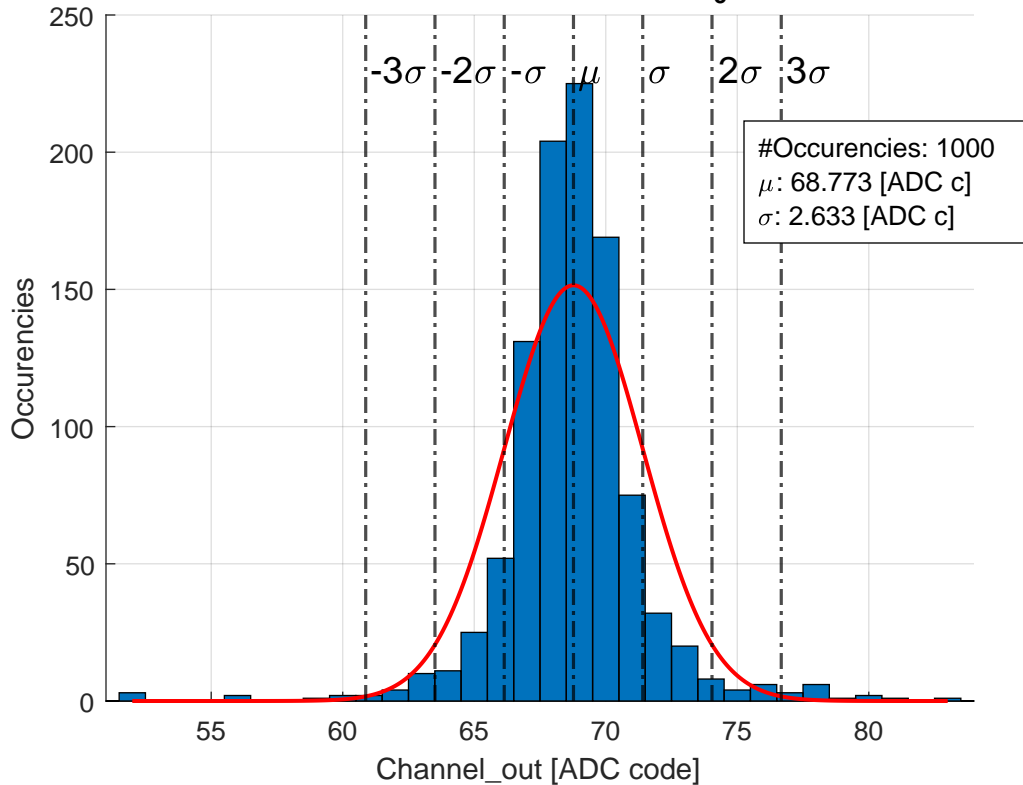 250
200
150
100
50
0
-3σ -2σ -σ μ σ 2σ 3σ
#Occurencies: 1000
μ: 68.773 [ADC c]
σ: 2.633 [ADC c]
Occurencies
55 60 65 70 75 80
Channel_out [ADC code]